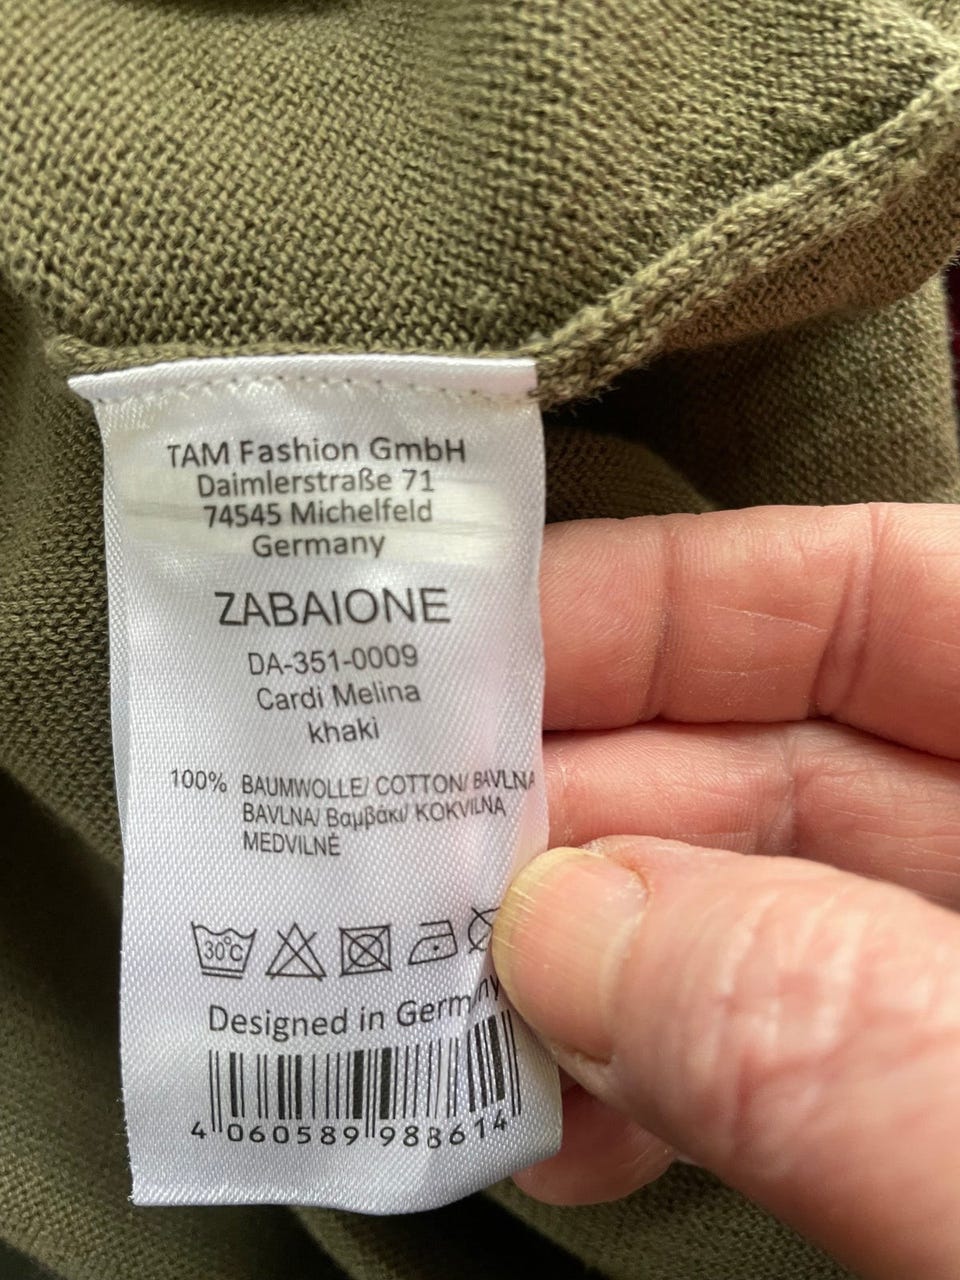 TAM Fashion GmbH
Daimlerstraße 71
74545 Michelfeld
Germany
ZABAIONE
DA-351-0009
Cardi Melina
khaki
100% BAUMWOLLE/ COTTON/ BAVLNA
BAVLNA/ Βαμβάκι/ KOKVILNA
MEDVILNĖ
30°C
Designed in Germany
4 060589 988614